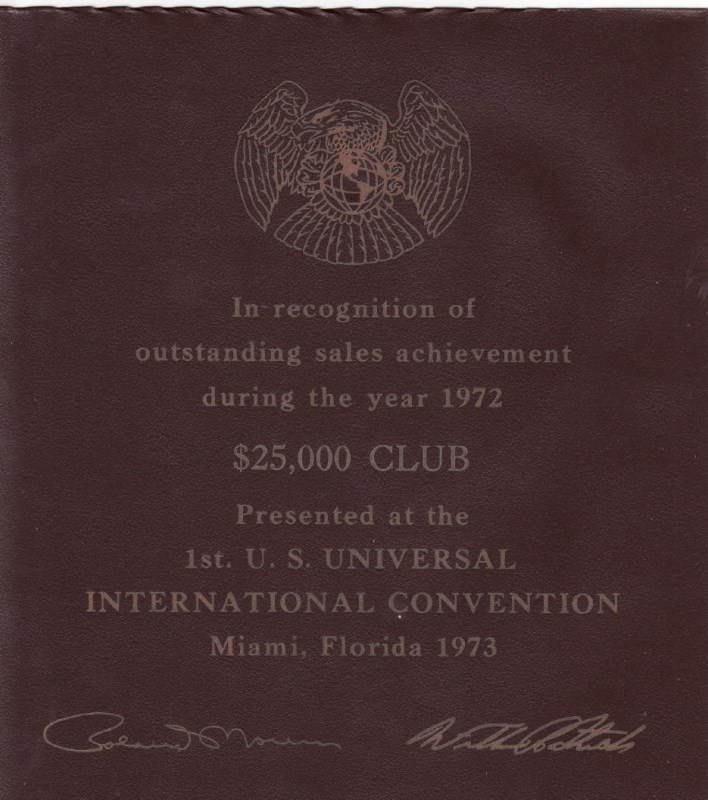 In recognition of
outstanding sales achievement
during the year 1972
$25,000 CLUB
Presented at the
1st. U. S. UNIVERSAL
INTERNATIONAL CONVENTION
Miami, Florida 1973